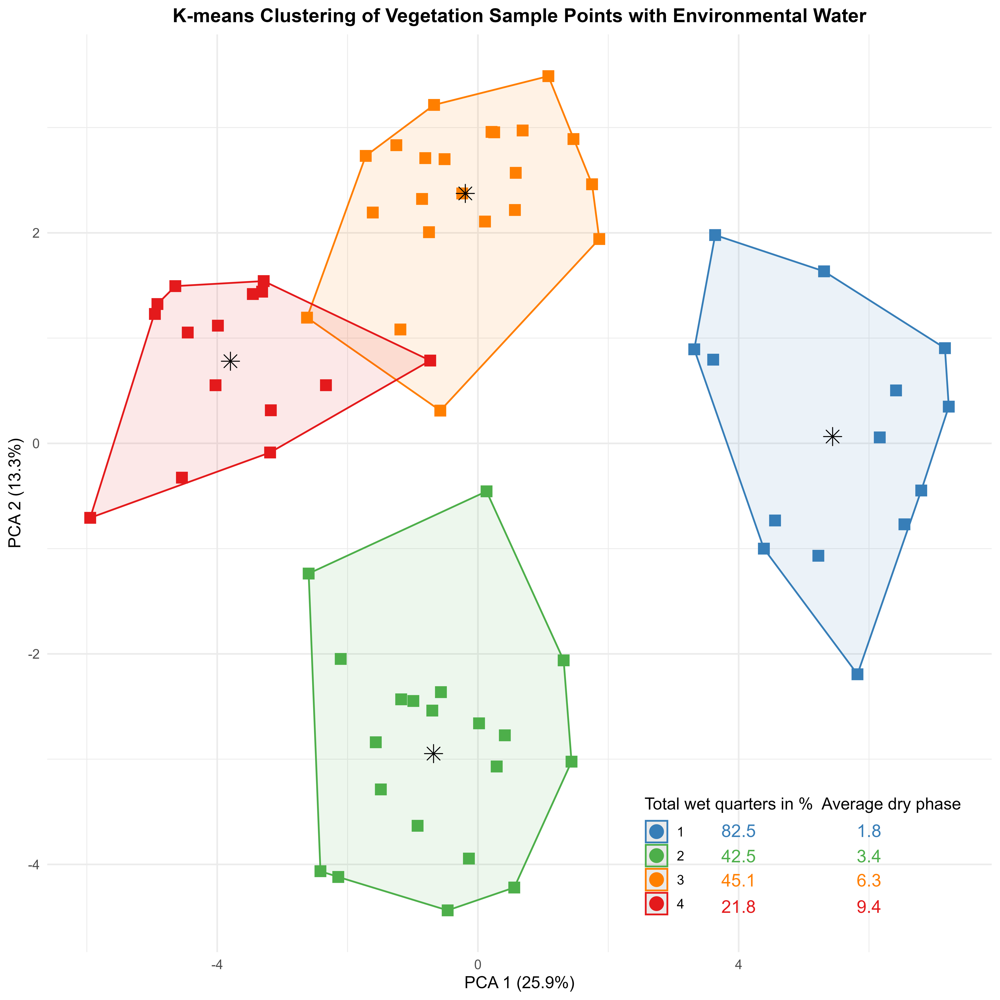 K-means Clustering of Vegetation Sample Points with Environmental Water
2
0
-2
-4
PCA 2 (13.3%)
Total wet quarters in % Average dry phase
1 82.5 1.8
2 42.5 3.4
3 45.1 6.3
4 21.8 9.4
-4 0 4
PCA 1 (25.9%)